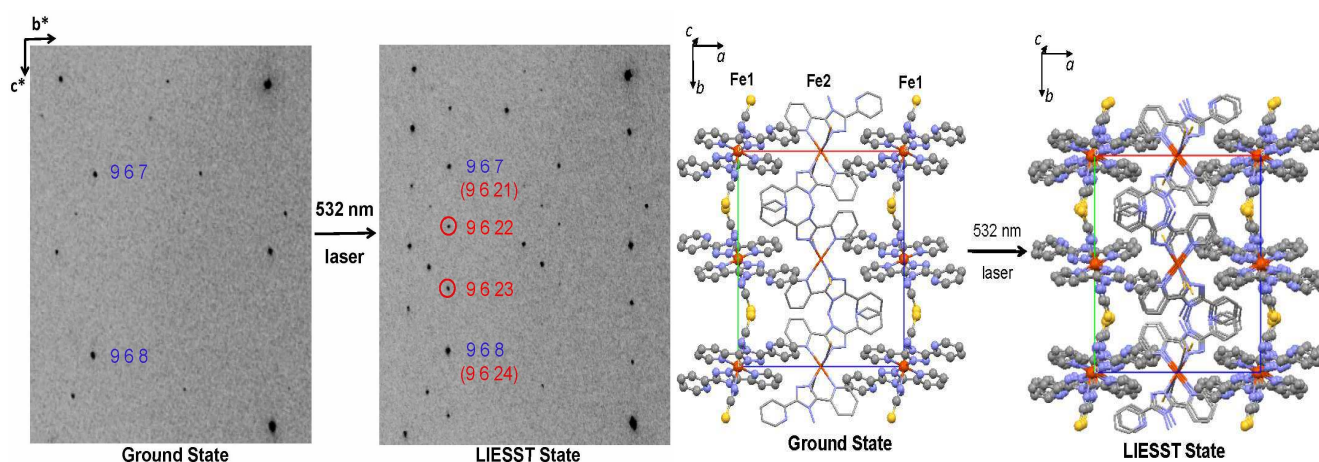 b*
c*
9 6 7
9 6 8
Ground State
532 nm
laser
9 6 7
(9 6 21)
9 6 22
9 6 23
9 6 8
(9 6 24)
LIESST State
c
a
b
Fe1
Fe2
Fe1
Ground State
532 nm
laser
c
a
b
LIESST State